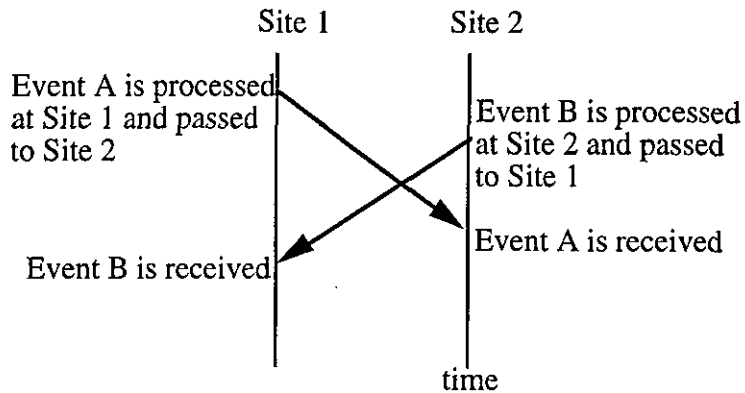 Site 1
Site 2
Event A is processed
at Site 1 and passed
to Site 2
Event B is processed
at Site 2 and passed
to Site 1
Event A is received
Event B is received
time